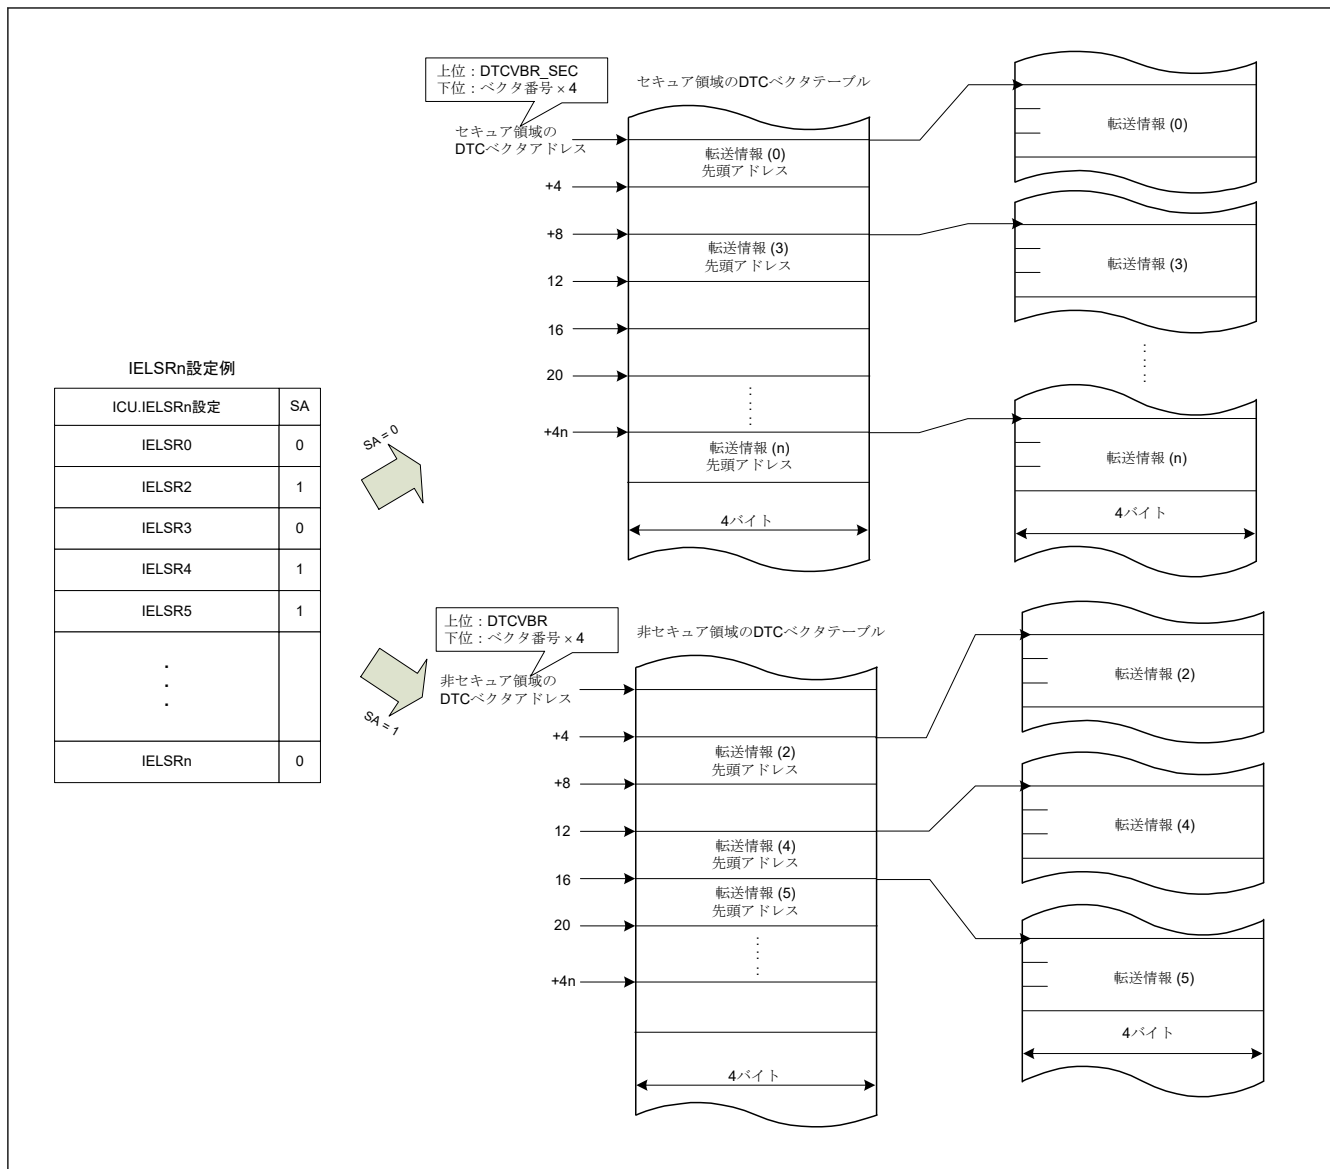 上位：DTCVBR_SEC
下位：ベクタ番号 × 4
セキュア領域のDTCベクタテーブル
セキュア領域の
DTCベクタアドレス
転送情報 (0)
先頭アドレス
+4
+8
転送情報 (3)
先頭アドレス
12
16
20
+4n
転送情報 (n)
先頭アドレス
4バイト
転送情報 (0)
転送情報 (3)
転送情報 (n)
4バイト
IELSRn設定例
ICU.IELSRn設定 SA
IELSR0 0
IELSR2 1
IELSR3 0
IELSR4 1
IELSR5 1
IELSRn 0
SA = 0
SA = 1
上位：DTCVBR
下位：ベクタ番号 × 4
非セキュア領域のDTCベクタテーブル
非セキュア領域の
DTCベクタアドレス
+4
転送情報 (2)
先頭アドレス
+8
12
転送情報 (4)
先頭アドレス
16
転送情報 (5)
先頭アドレス
20
+4n
4バイト
転送情報 (2)
転送情報 (4)
転送情報 (5)
4バイト